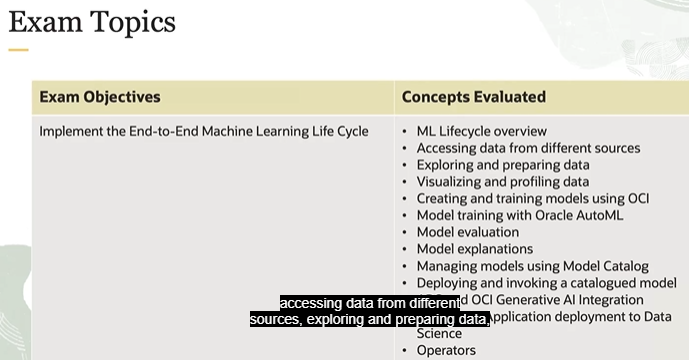 Exam Topics
Exam Objectives
Concepts Evaluated
Implement the End-to-End Machine Learning Life Cycle
• ML Lifecycle overview
• Accessing data from different sources
• Exploring and preparing data
• Visualizing and profiling data
• Creating and training models using OCI
• Model training with Oracle AutoML
• Model evaluation
• Model explanations
• Managing models using Model Catalog
• Deploying and invoking a catalogued model
OCI Generative AI Integration
Application deployment to Data
Science
• Operators
accessing data from different
sources, exploring and preparing data,